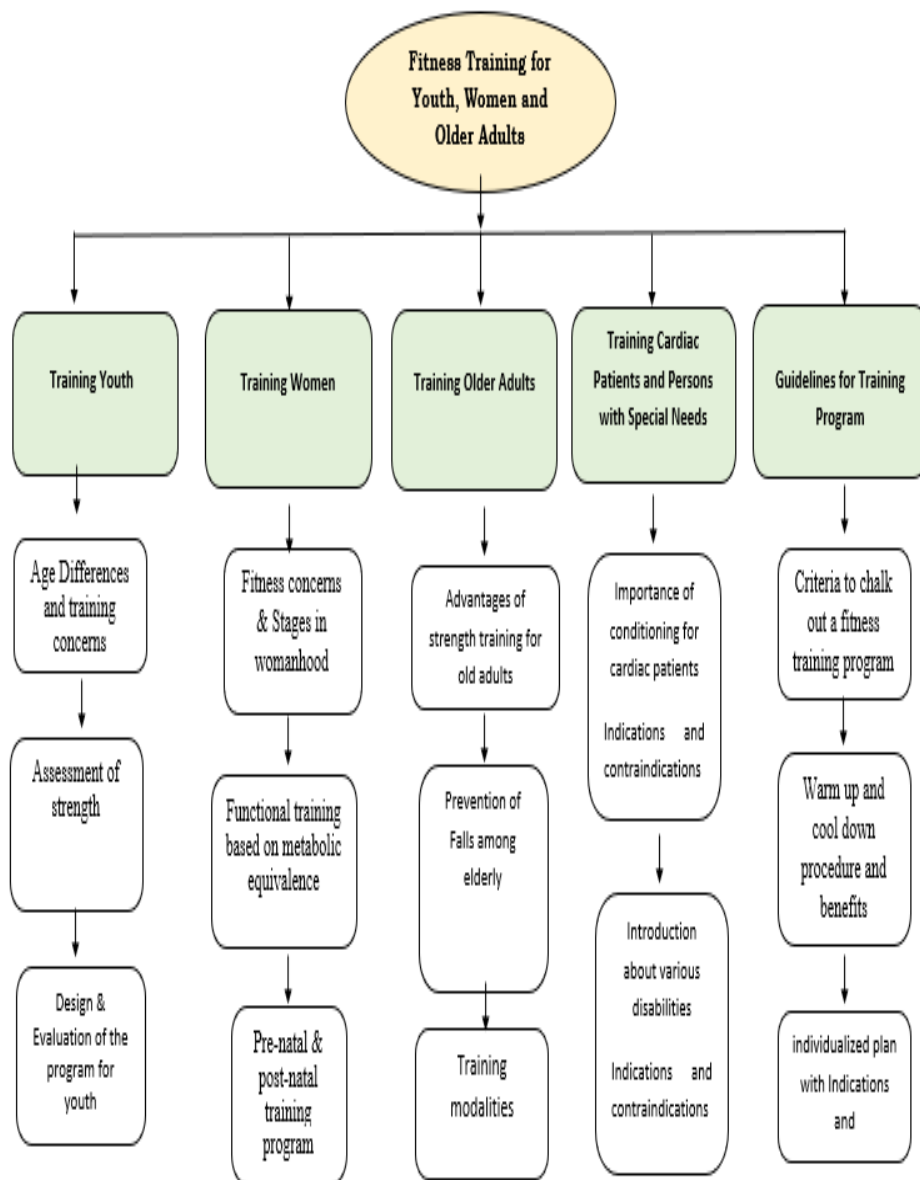 Fitness Training for
Youth, Women and
Older Adults
Training Youth
Training Women
Training Older Adults
Training Cardiac
Patients and Persons
with Special Needs
Guidelines for Training
Program
Age Differences
and training
concerns
Assessment of
strength
Design &
Evaluation of the
program for
youth
Fitness concerns
& Stages in
womanhood
Functional training
based on metabolic
equivalence
Pre-natal &
post-natal
training
program
Advantages of
strength training for
old adults
Prevention of
Falls among
elderly
Training
modalities
Importance of
conditioning for
cardiac patients
Indications and
contraindications
Introduction
about various
disabilities
Indications and
contraindications
Criteria to chalk
out a fitness
training program
Warm up and
cool down
procedure and
benefits
individualized plan
with Indications
and